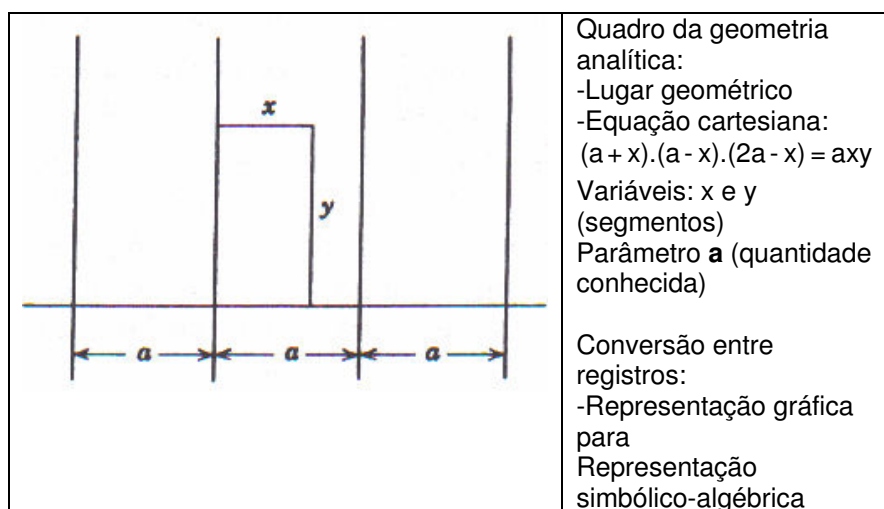 x
y
a
a
a
Quadro da geometria
analítica:
-Lugar geométrico
-Equação cartesiana:
(a + x).(a - x).(2a - x) = axy
Variáveis: x e y
(segmentos)
Parâmetro a (quantidade
conhecida)
Conversão entre
registros:
-Representação gráfica
para
Representação
simbólico-algébrica